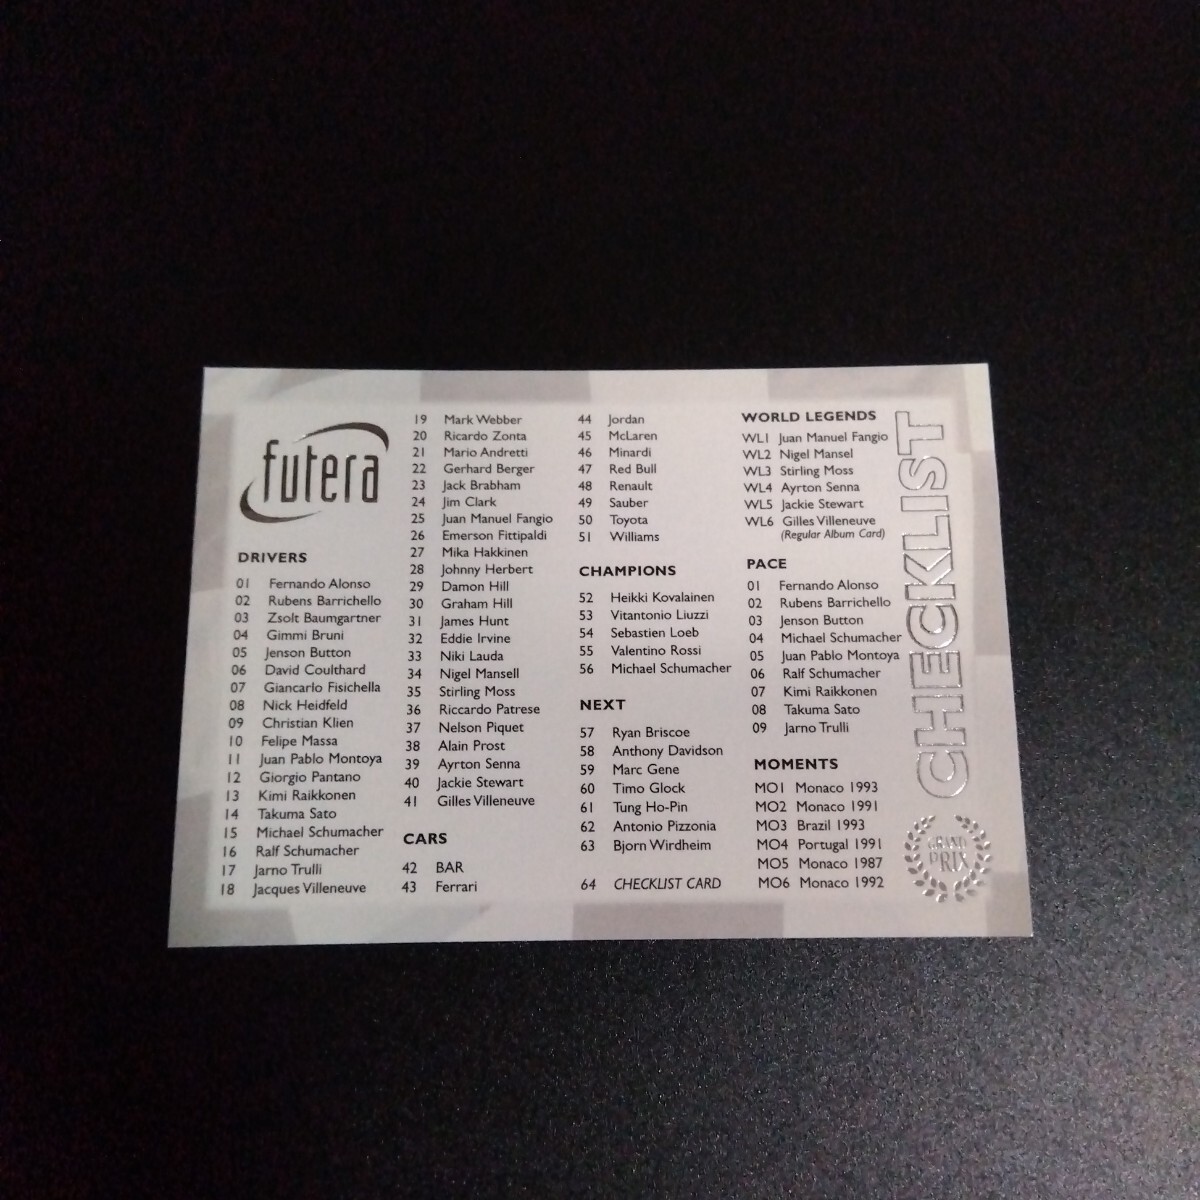 futera
DRIVERS
01 Fernando Alonso
02 Rubens Barrichello
03 Zsolt Baumgartner
04 Gimmi Bruni
05 Jenson Button
06 David Coulthard
07 Giancarlo Fisichella
08 Nick Heidfeld
09 Christian Klien
10 Felipe Massa
11 Juan Pablo Montoya
12 Giorgio Pantano
13 Kimi Raikkonen
14 Takuma Sato
15 Michael Schumacher
16 Ralf Schumacher
17 Jarno Trulli
18 Jacques Villeneuve
19 Mark Webber
20 Ricardo Zonta
21 Mario Andretti
22 Gerhard Berger
23 Jack Brabham
24 Jim Clark
25 Juan Manuel Fangio
26 Emerson Fittipaldi
27 Mika Hakkinen
28 Johnny Herbert
29 Damon Hill
30 Graham Hill
31 James Hunt
32 Eddie Irvine
33 Niki Lauda
34 Nigel Mansell
35 Stirling Moss
36 Riccardo Patrese
37 Nelson Piquet
38 Alain Prost
39 Ayrton Senna
40 Jackie Stewart
41 Gilles Villeneuve
CARS
42 BAR
43 Ferrari
44 Jordan
45 McLaren
46 Minardi
47 Red Bull
48 Renault
49 Sauber
50 Toyota
51 Williams
CHAMPIONS
52 Heikki Kovalainen
53 Vitantonio Liuzzi
54 Sebastien Loeb
55 Valentino Rossi
56 Michael Schumacher
NEXT
57 Ryan Briscoe
58 Anthony Davidson
59 Marc Gene
60 Timo Glock
61 Tung Ho-Pin
62 Antonio Pizzonia
63 Bjorn Wirdheim
64 CHECKLIST CARD
WORLD LEGENDS
WL1 Juan Manuel Fangio
WL2 Nigel Mansel
WL3 Stirling Moss
WL4 Ayrton Senna
WL5 Jackie Stewart
WL6 Gilles Villeneuve
(Regular Album Card)
PACE
01 Fernando Alonso
02 Rubens Barrichello
03 Jenson Button
04 Michael Schumacher
05 Juan Pablo Montoya
06 Ralf Schumacher
07 Kimi Raikkonen
08 Takuma Sato
09 Jarno Trulli
MOMENTS
MO1 Monaco 1993
MO2 Monaco 1991
MO3 Brazil 1993
MO4 Portugal 1991
MO5 Monaco 1987
MO6 Monaco 1992
CHECKLIST
GRAND
PRIX